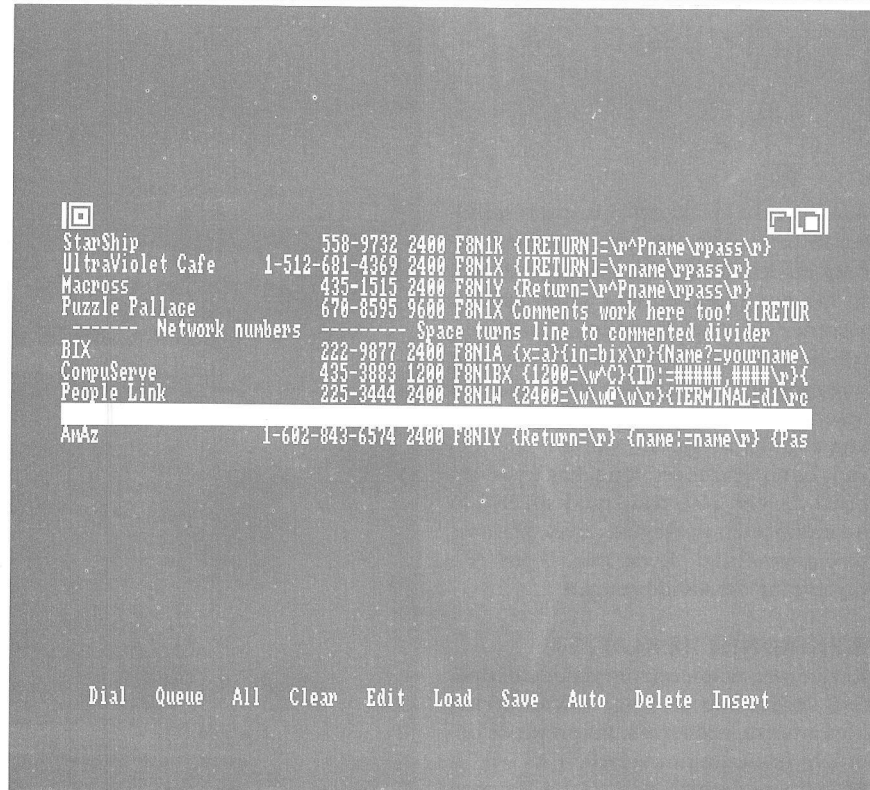 StarShip 558-9732 2400 F8N1K {[RETURN]=\r^Pname\rpass\r}
UltraViolet Cafe 1-512-681-4369 2400 F8N1X {[RETURN]=\rname\rpass\r}
Macross 435-1515 2400 F8N1Y {Return=\r^Pname\rpass\r}
Puzzle Pallace 670-8595 9600 F8N1X Comments work here too! {[RETUR
------- Network numbers --------- Space turns line to commented divider
BIX 222-9877 2400 F8N1A {x=a}{in=bix\r}{Name?=yourname\
CompuServe 435-3883 1200 F8N1BX {1200=\w^C}{ID:=#####,####\r}{
People Link 225-3444 2400 F8N1W {2400=\w\w@\w\r}{TERMINAL=d1\rc
AmAz 1-602-843-6574 2400 F8N1Y {Return=\r} {name:=name\r} {Pas
Dial Queue All Clear Edit Load Save Auto Delete Insert